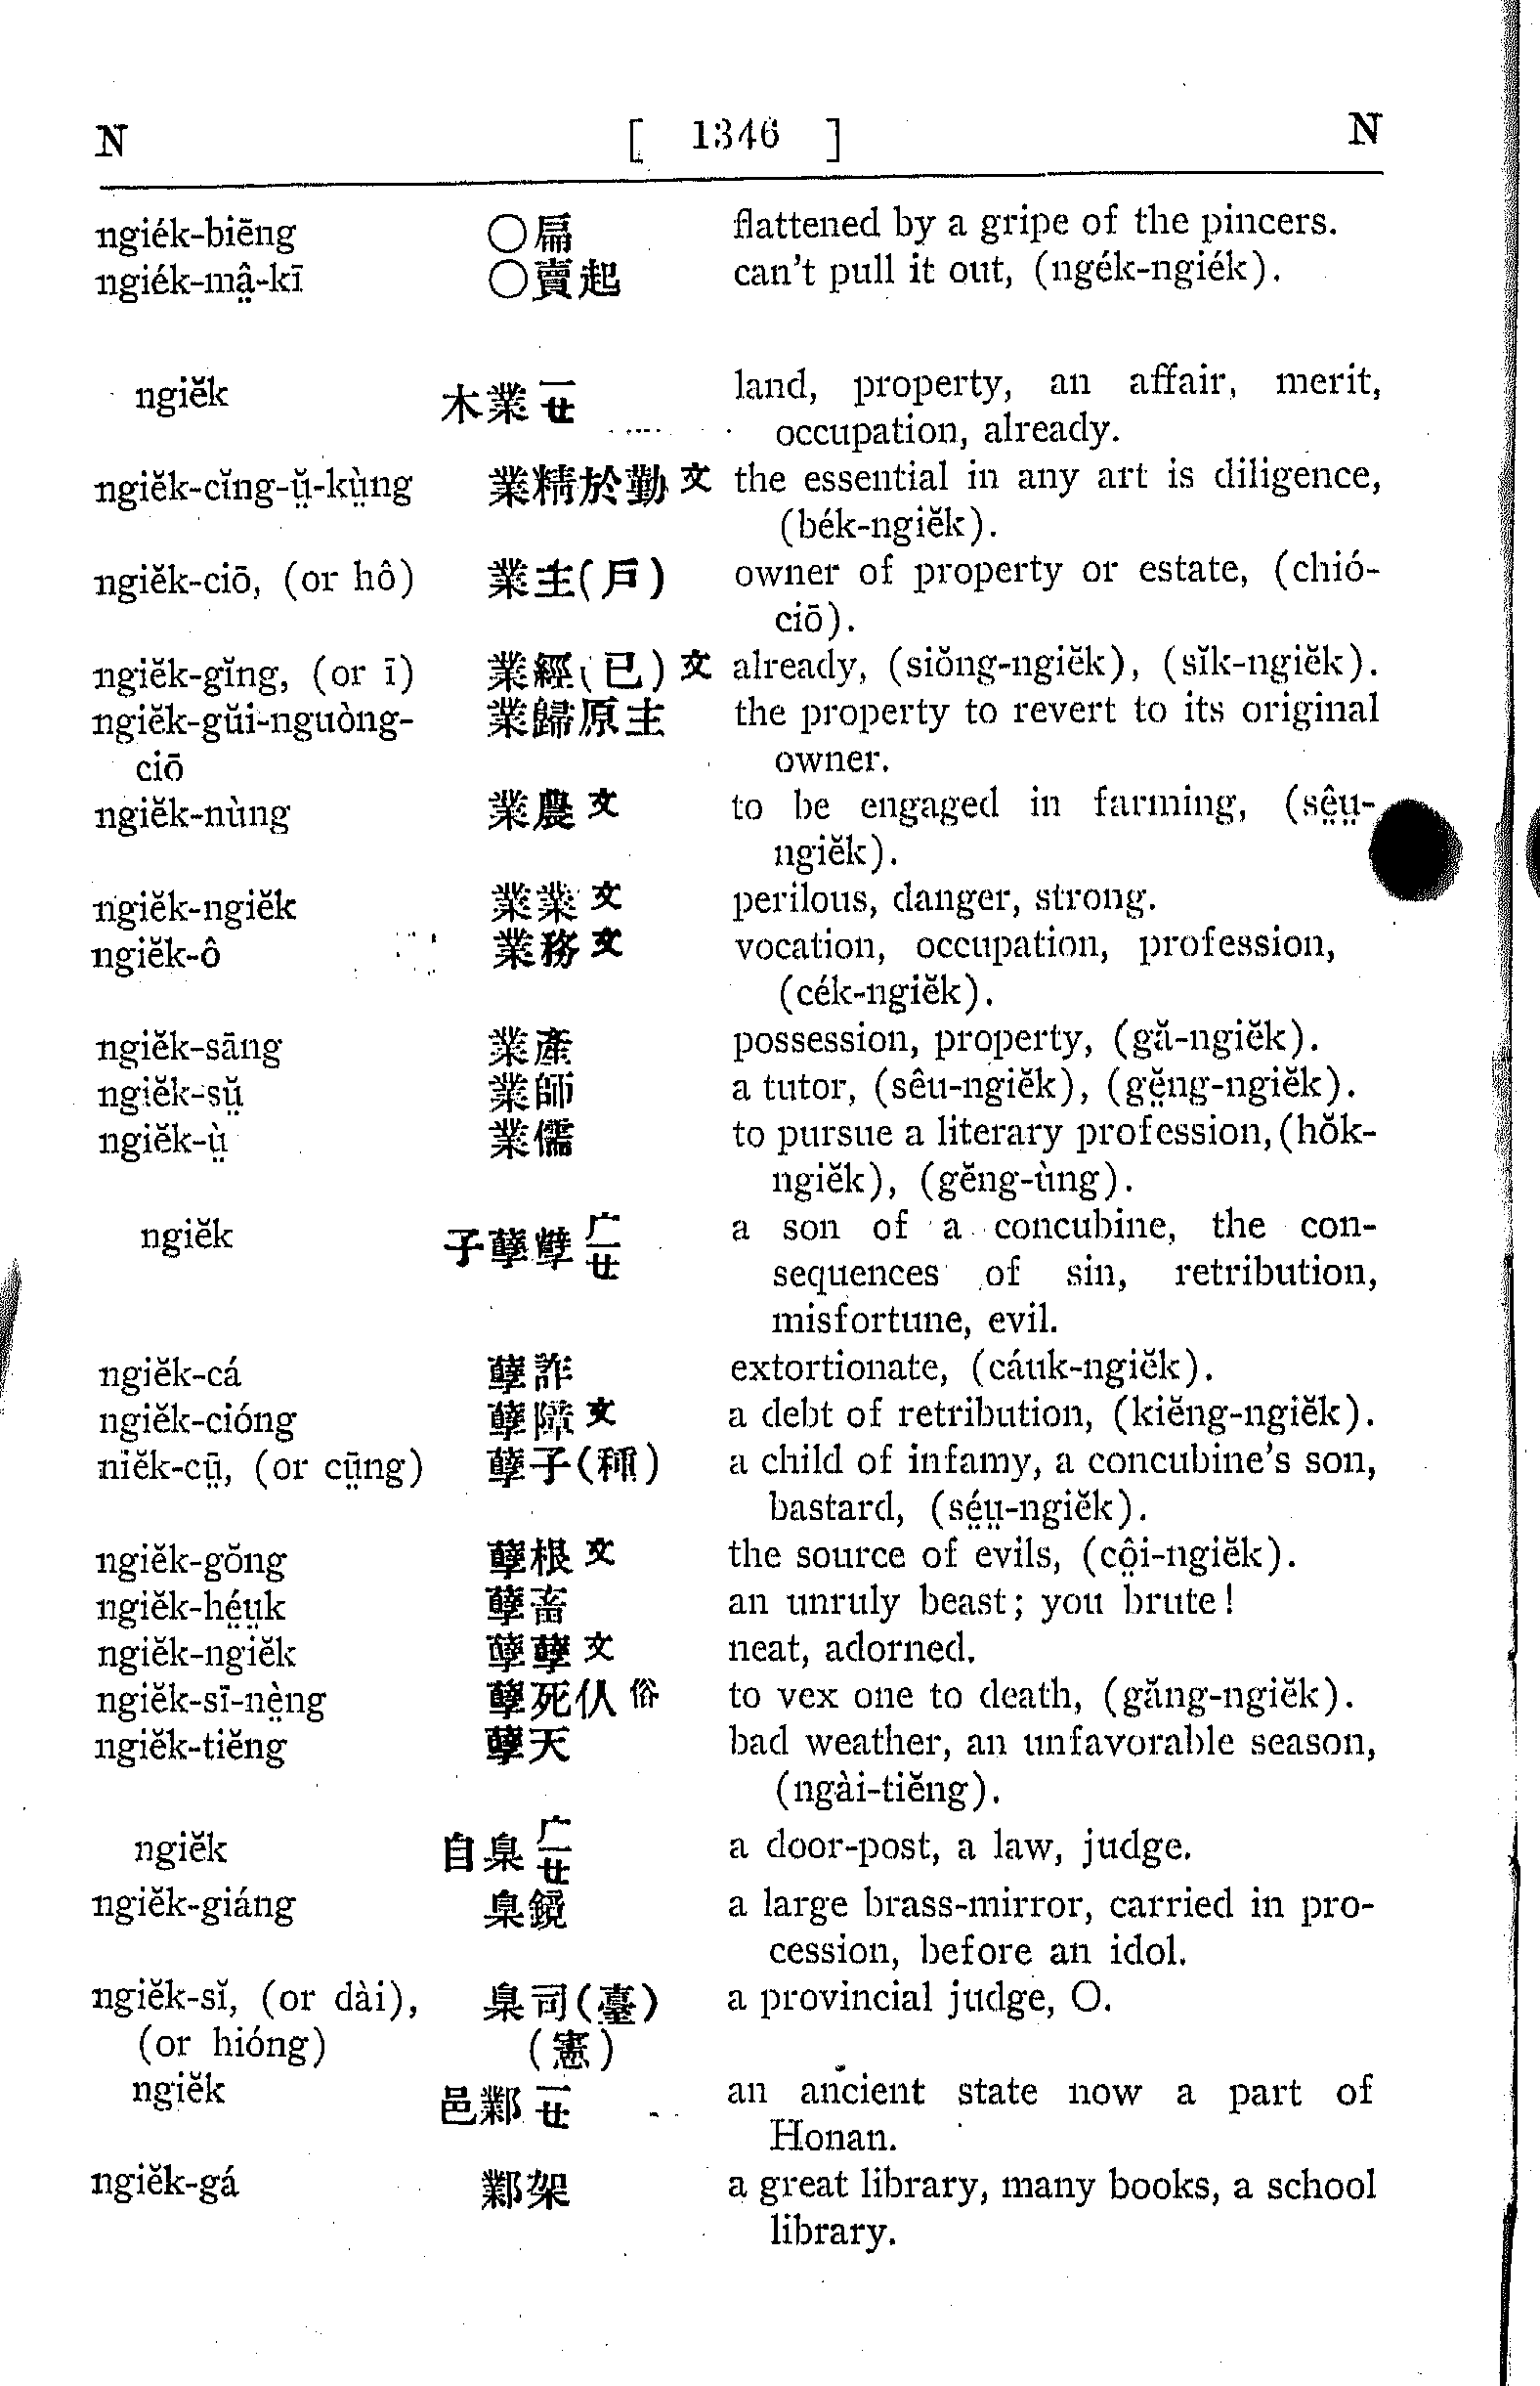 N [ 1346 ] N
ngiék-biēng ○扁 flattened by a gripe of the pincers.
ngiék-mâ̤-kī ○賣起 can't pull it out, (ngék-ngiék).
ngiĕk 木業 一廿 land, property, an affair, merit,
occupation, already.
ngiĕk-cĭng-ṳ̆-kṳ̀ng 業精於勤 文 the essential in any art is diligence,
(bék-ngiĕk).
ngiĕk-ciō, (or hô) 業主(戶) owner of property or estate, (chió-
ciō).
ngiĕk-gĭng, (or ī) 業經(已) 文 already, (siŏng-ngiĕk), (sĭk-ngiĕk).
ngiĕk-gŭi-nguòng- 業歸原主 the property to revert to its original
ciō owner.
ngiĕk-nùng 業農 文 to be engaged in farming, (sê̤ṳ-
ngiĕk).
ngiĕk-ngiĕk 業業 文 perilous, danger, strong.
ngiĕk-ô 業務 文 vocation, occupation, profession,
(cék-ngiĕk).
ngiĕk-sāng 業產 possession, property, (gă-ngiĕk).
ngiĕk-sṳ̆ 業師 a tutor, (sêu-ngiĕk), (gĕ̤ng-ngiĕk).
ngiĕk-ṳ̀ 業儒 to pursue a literary profession, (hŏk-
ngiĕk), (gĕng-ùng).
ngiĕk 子孽孼 广一廿 a son of a concubine, the con-
sequences of sin, retribution,
misfortune, evil.
ngiĕk-cá 孽詐 extortionate, (cáuk-ngiĕk).
ngiĕk-cióng 孽障 文 a debt of retribution, (kiĕng-ngiĕk).
niĕk-cṳ̄, (or cṳ̄ng) 孽子(種) a child of infamy, a concubine's son,
bastard, (sé̤ṳ-ngiĕk).
ngiĕk-gŏng 孽根 文 the source of evils, (cô̤i-ngiĕk).
ngiĕk-hé̤ṳk 孽畜 an unruly beast; you brute!
ngiĕk-ngiĕk 孽孽 文 neat, adorned.
ngiĕk-sī-nè̤ng 孽死仈 俗 to vex one to death, (găng-ngiĕk).
ngiĕk-tiĕng 孽天 bad weather, an unfavorable season,
(ngài-tiĕng).
ngiĕk 自臬 广一廿 a door-post, a law, judge.
ngiĕk-giáng 臬鏡 a large brass-mirror, carried in pro-
cession, before an idol.
ngiĕk-sĭ, (or dài), 臬司(臺) a provincial judge, O.
(or hióng) (憲)
ngiĕk 邑鄴 一廿 an ancient state now a part of
Honan.
ngiĕk-gá 鄴架 a great library, many books, a school
library.